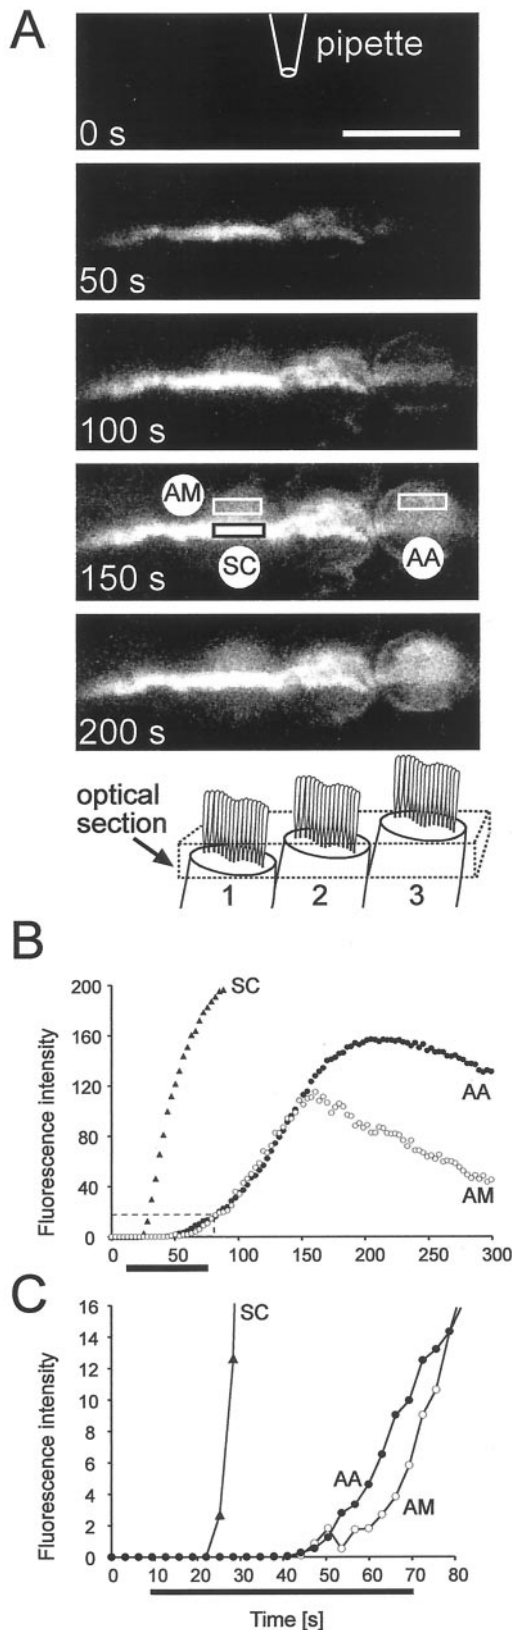 A
pipette
0 s
50 s
100 s
AM
SC
AA
150 s
200 s
optical
section
1 2 3
B
Fluorescence intensity
200
160
120
80
40
0
SC
AA
AM
0 50 100 150 200 250 300
C
Fluorescence intensity
16
14
12
10
8
6
4
2
0
SC
AA
AM
0 10 20 30 40 50 60 70 80
Time [s]